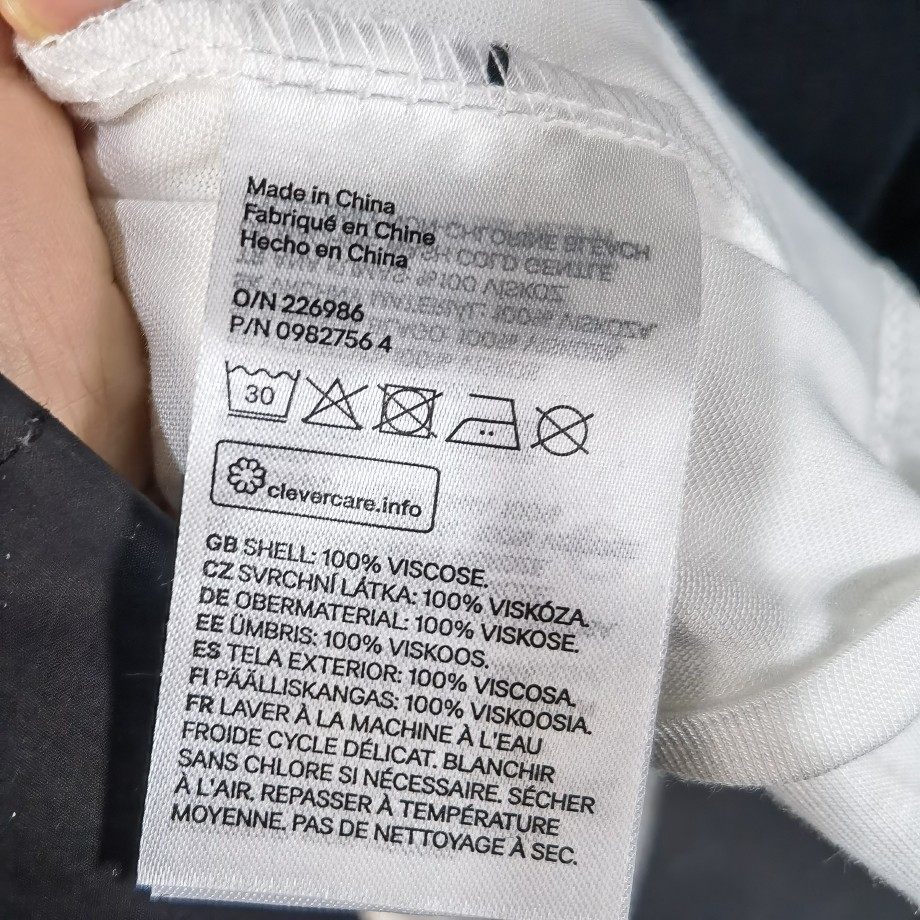 Made in China
Fabriqué en Chine
Hecho en China
O/N 226986
P/N 0982756 4
30
clevercare.info
GB SHELL: 100% VISCOSE.
CZ SVRCHNÍ LÁTKA: 100% VISKÓZA.
DE OBERMATERIAL: 100% VISKOSE.
EE ÜMBRIS: 100% VISKOOS.
ES TELA EXTERIOR: 100% VISCOSA.
FI PÄÄLLISKANGAS: 100% VISKOOSIA.
FR LAVER À LA MACHINE À L'EAU
FROIDE CYCLE DÉLICAT. BLANCHIR
SANS CHLORE SI NÉCESSAIRE. SÉCHER
À L'AIR. REPASSER À TEMPÉRATURE
MOYENNE. PAS DE NETTOYAGE À SEC.